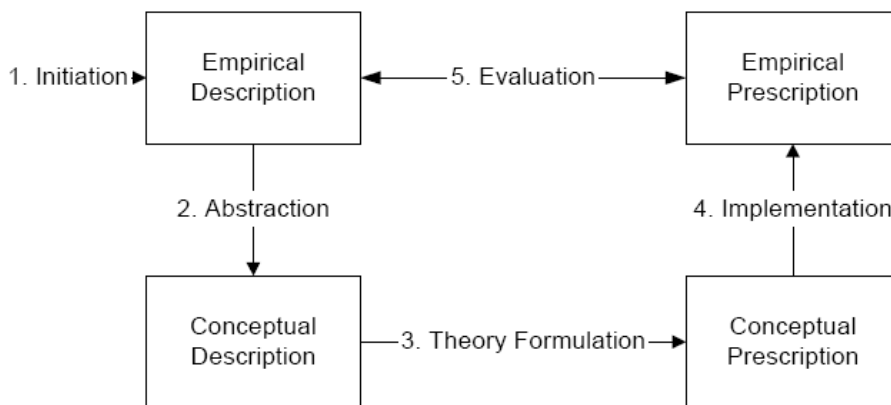 1. Initiation
Empirical
Description
5. Evaluation
Empirical
Prescription
2. Abstraction
4. Implementation
Conceptual
Description
3. Theory Formulation
Conceptual
Prescription